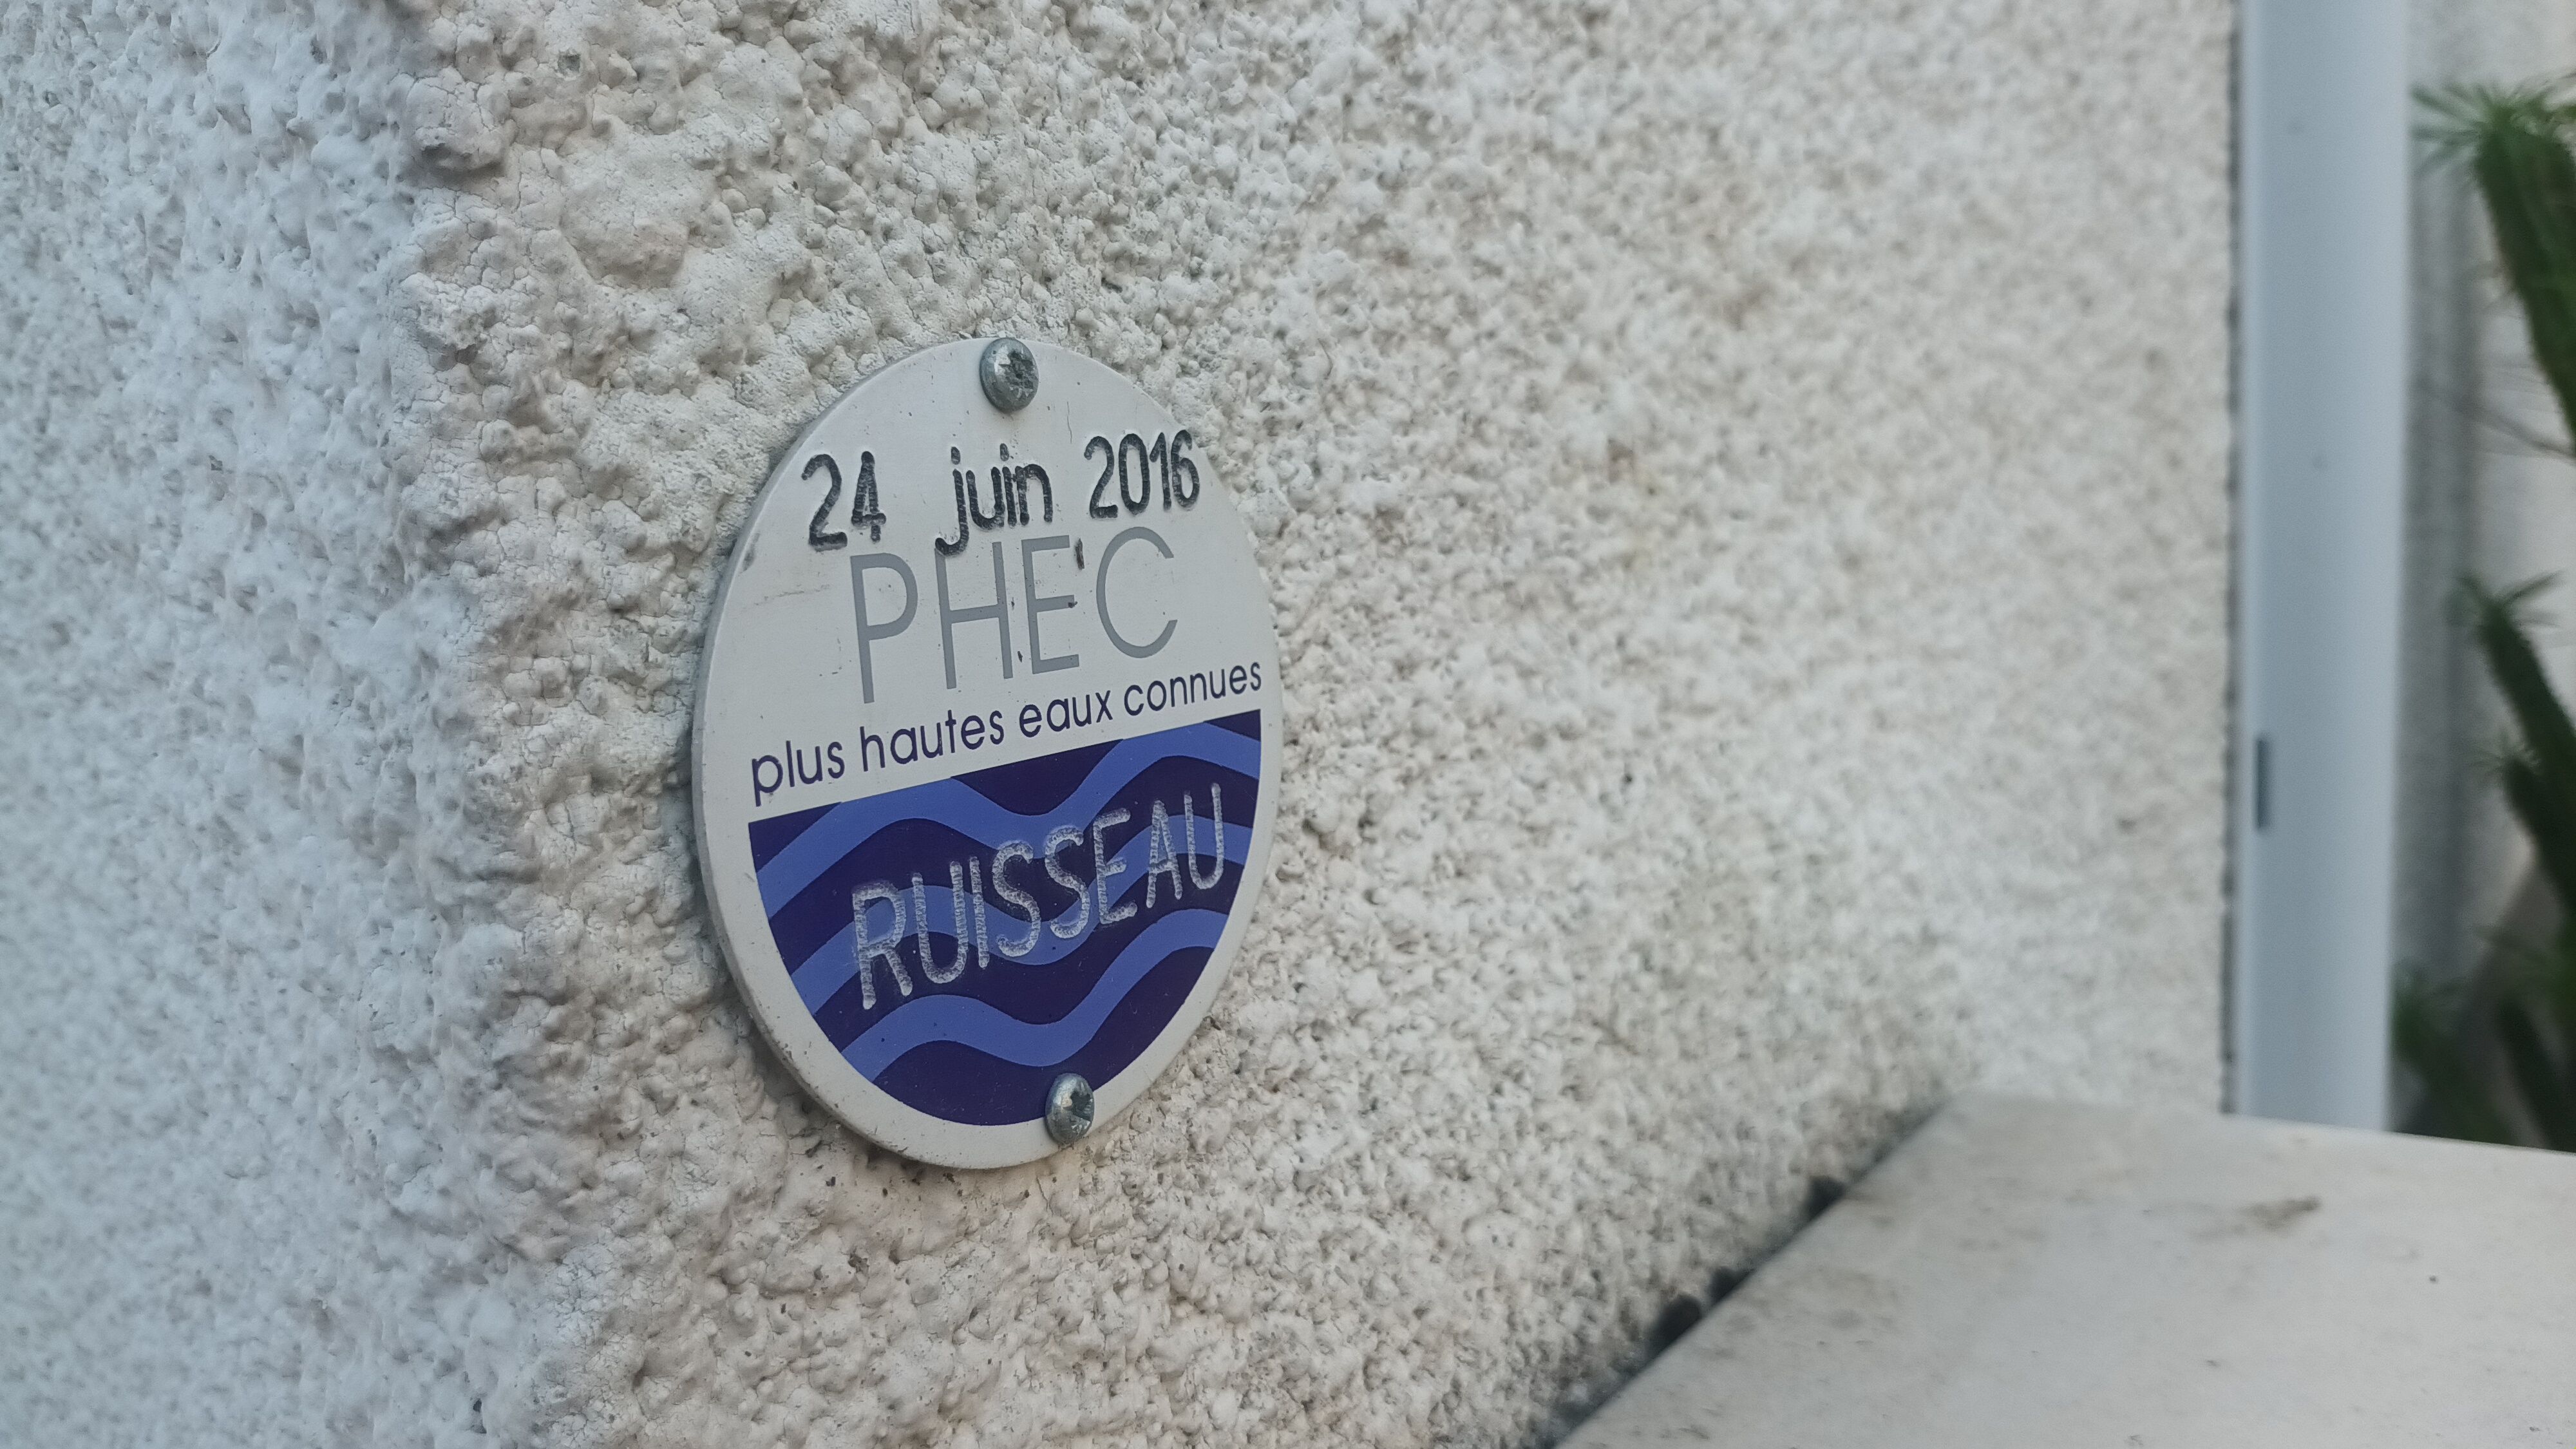 24 juin 2016
PHEC
plus hautes eaux connues
RUISSEAU